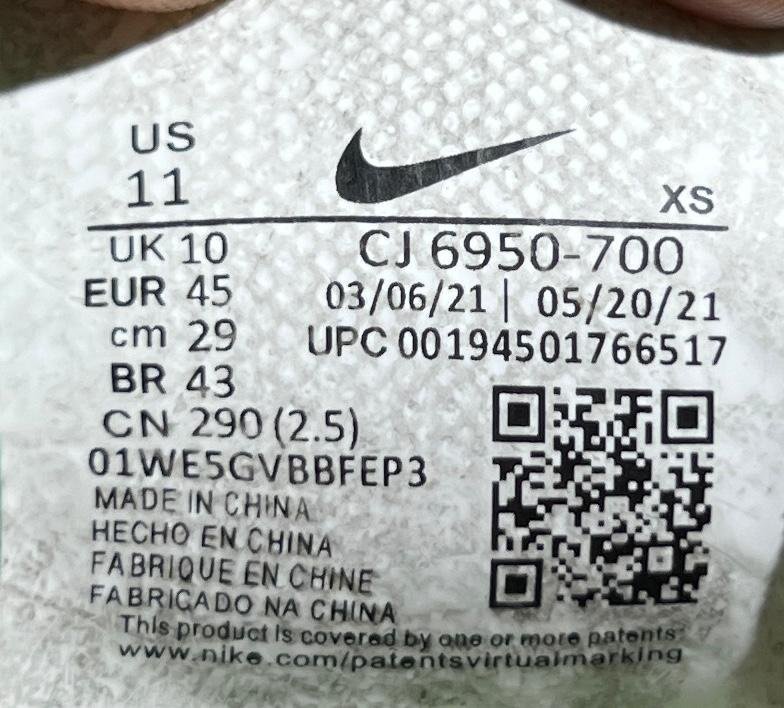 US
11
XS
UK 10
EUR 45
cm 29
BR 43
CN 290 (2.5)
CJ 6950-700
03/06/21 | 05/20/21
UPC 00194501766517
01WE5GVBBFEP3
MADE IN CHINA
HECHO EN CHINA
FABRIQUE EN CHINE
FABRICADO NA CHINA
This product is covered by one or more patents:
www.nike.com/patentsvirtualmarking